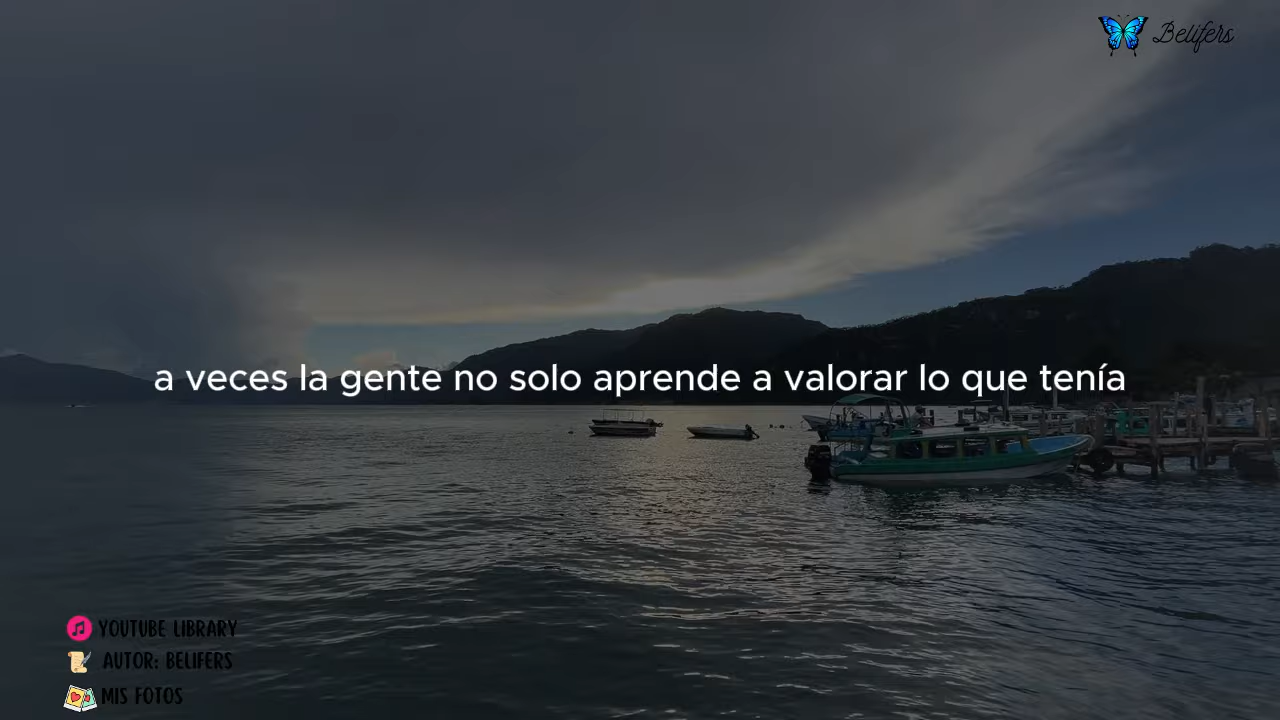 Belifers
a veces la gente no solo aprende a valorar lo que tenía
YOUTUBE LIBRARY
AUTOR: BELIFERS
MIS FOTOS